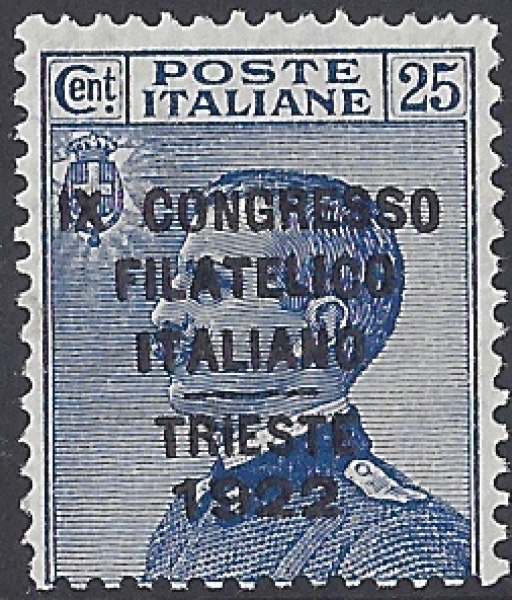 Cent. POSTE 25
ITALIANE
IX CONGRESSO
FILATELICO
ITALIANO
TRIESTE
1922